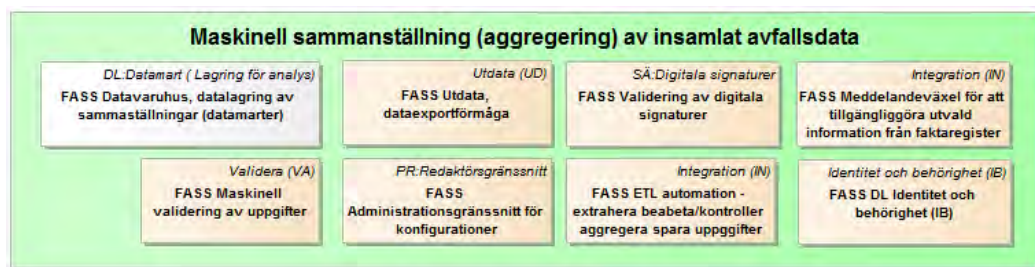 Maskinell sammanställning (aggregering) av insamlat avfallsdata
DL:Datamart ( Lagring för analys)
FASS Datavaruhus, datalagring av
sammaställningar (datamarter)
Utdata (UD)
FASS Utdata,
dataexportförmåga
SÄ:Digitala signaturer
FASS Validering av digitala
signaturer
Integration (IN)
FASS Meddelandeväxel för att
tillgängliggöra utvald
information från faktaregister
Validera (VA)
FASS Maskinell
validering av uppgifter
PR:Redaktörsgränssnitt
FASS
Administrationsgränssnitt för
konfigurationer
Integration (IN)
FASS ETL automation -
extrahera beabeta/kontroller
aggregera spara uppggifter
Identitet och behörighet (IB)
FASS DL Identitet och
behörighet (IB)